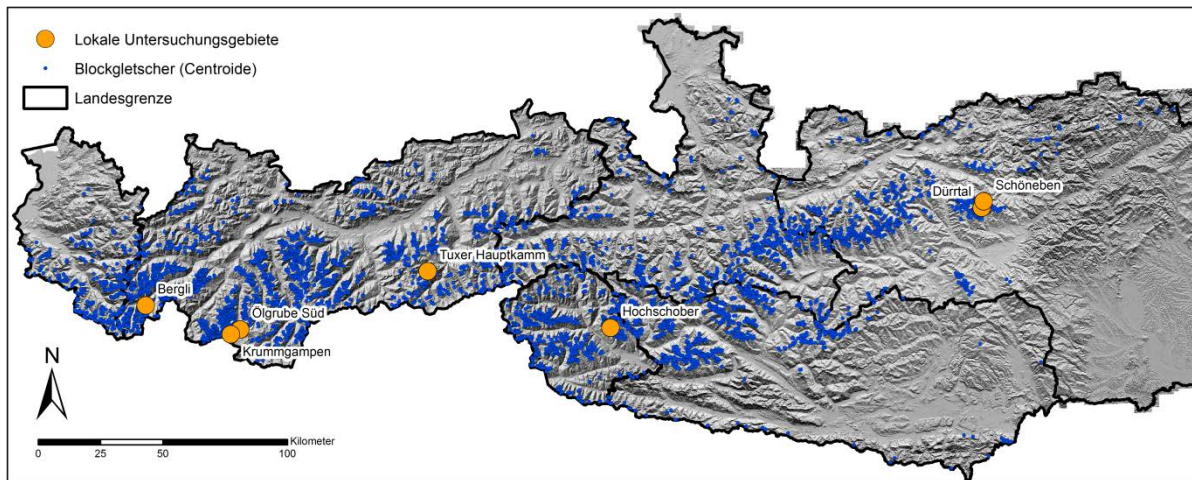 Lokale Untersuchungsgebiete
Blockgletscher (Centroide)
Landesgrenze
Dürrtal
Schöneben
Tuxer Hauptkamm
Bergli
Ölgrube Süd
Hochschober
Krummgampen
N
Kilometer
0 25 50 100